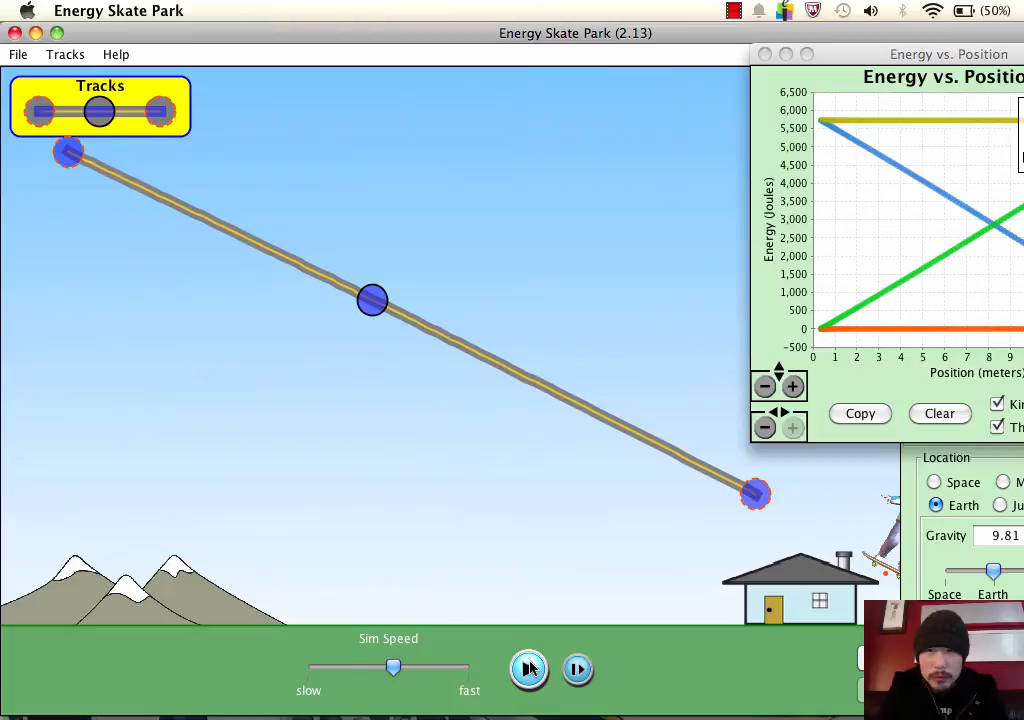 Energy Skate Park
(50%)
Energy Skate Park (2.13)
File Tracks Help
Energy vs. Position
Tracks
Energy vs. Positio
6,500
6,000
5,500
5,000
4,500
4,000
3,500
3,000
2,500
2,000
1,500
1,000
500
0
-500
Energy (Joules)
0 1 2 3 4 5 6 7 8 9
Position (meters)
Copy Clear
Kin
Th
Location
Space M
Earth Ju
Gravity 9.81
Space Earth
Sim Speed
slow fast